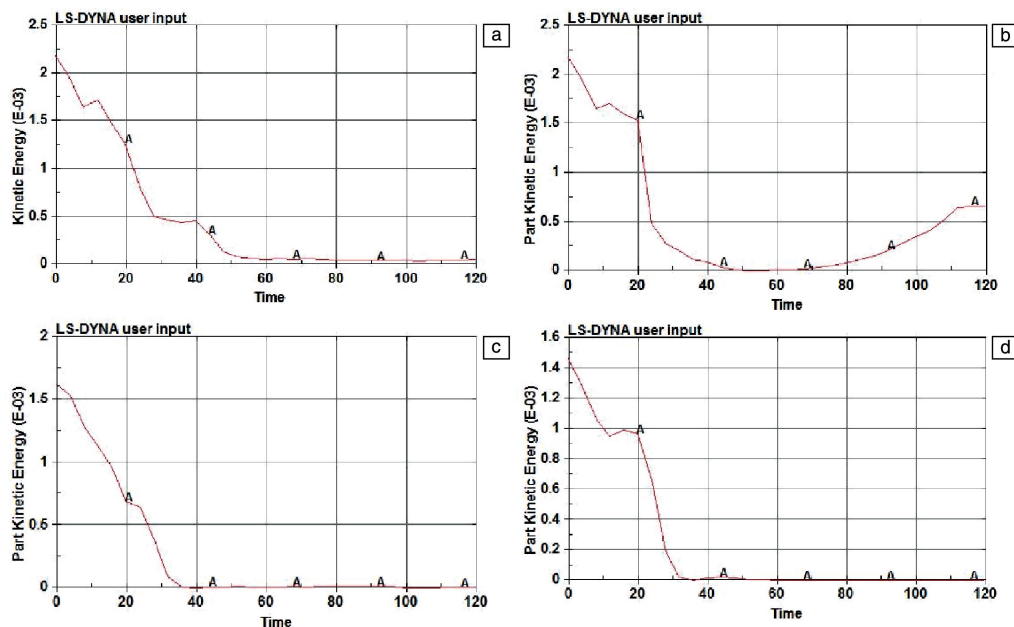 LS-DYNA user input
a
2.5
2
1.5
1
0.5
0
Kinetic Energy (E-03)
A
A
A
A
A
0 20 40 60 80 100 120
Time
LS-DYNA user input
b
2.5
2
1.5
1
0.5
0
Part Kinetic Energy (E-03)
A
A
A
A
A
0 20 40 60 80 100 120
Time
LS-DYNA user input
c
2
1.5
1
0.5
0
Part Kinetic Energy (E-03)
A
A
A
A
A
0 20 40 60 80 100 120
Time
LS-DYNA user input
d
1.6
1.4
1.2
1
0.8
0.6
0.4
0.2
0
Part Kinetic Energy (E-03)
A
A
A
A
A
0 20 40 60 80 100 120
Time